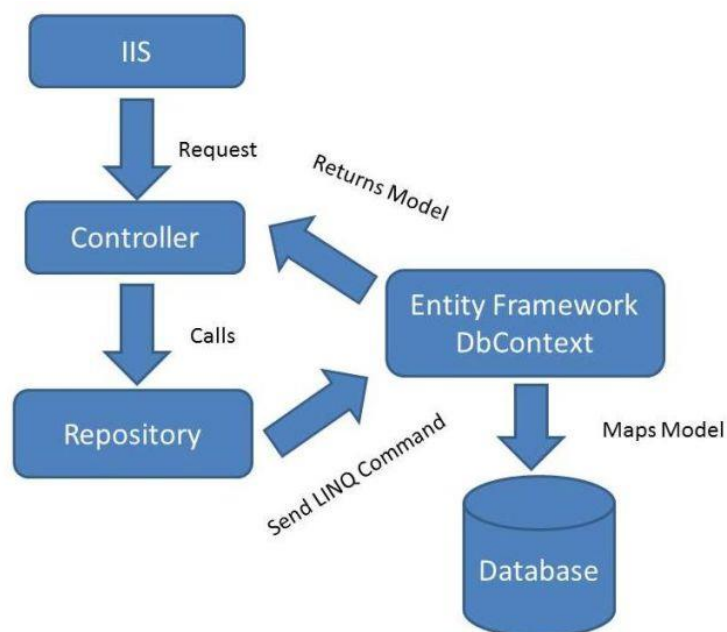 IIS
Request
Returns Model
Controller
Entity Framework
DbContext
Calls
Repository
Send LINQ Command
Maps Model
Database